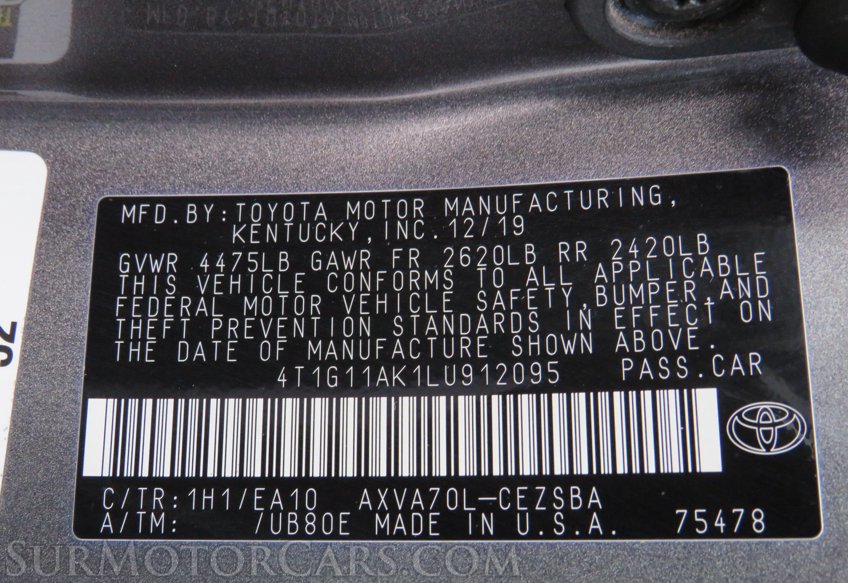 MFD.BY:TOYOTA MOTOR MANUFACTURING,
KENTUCKY,INC.12/19
GVWR 4475LB GAWR FR 2620LB RR 2420LB
THIS VEHICLE CONFORMS TO ALL APPLICABLE
FEDERAL MOTOR VEHICLE SAFETY,BUMPER,AND
THEFT PREVENTION STANDARDS IN EFFECT ON
THE DATE OF MANUFACTURE SHOWN ABOVE.
4T1G11AK1LU912095 PASS.CAR
C/TR:1H1/EA10 AXVA70L-CEZSBA
A/TM: /UB80E MADE IN U.S.A. 75478
SURMOTORCARS.COM